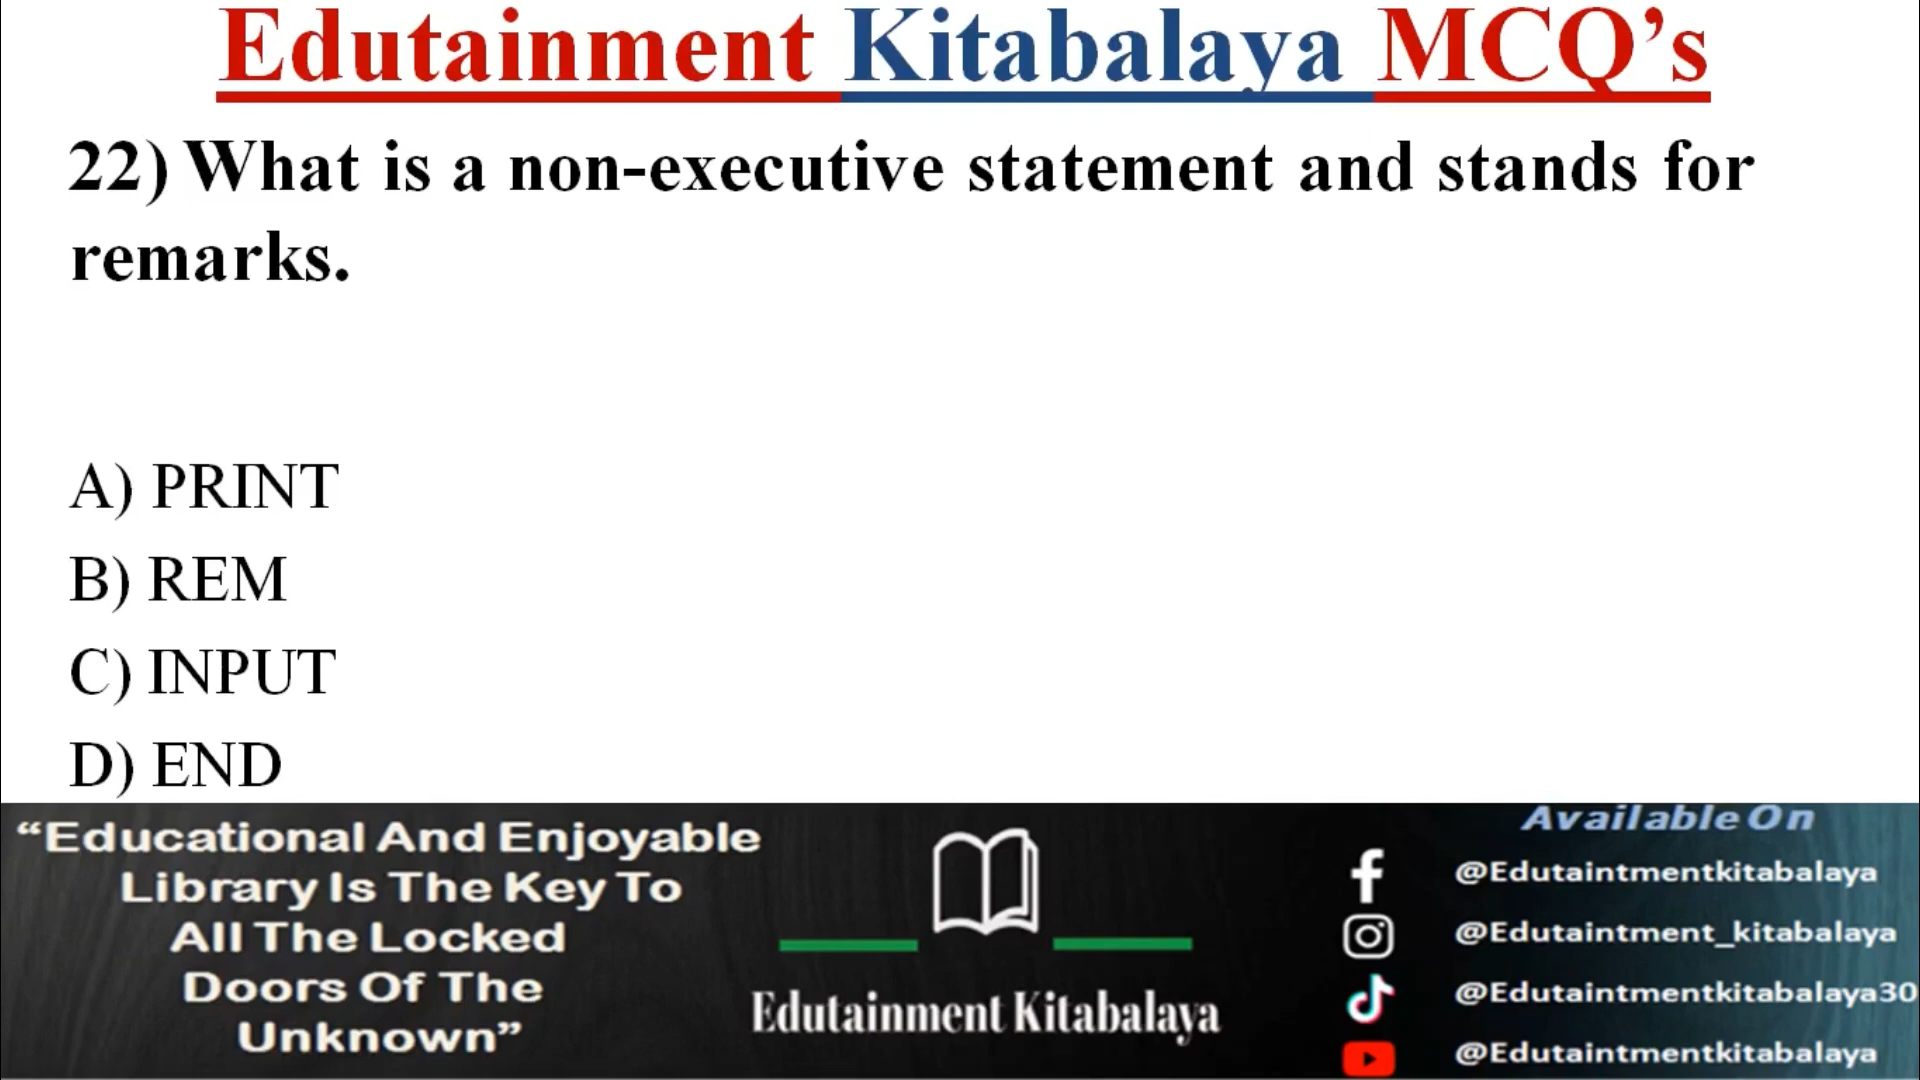 Edutainment Kitabalaya MCQ’s
22) What is a non-executive statement and stands for
remarks.
A) PRINT
B) REM
C) INPUT
D) END
“Educational And Enjoyable
Library Is The Key To
All The Locked
Doors Of The
Unknown”
Edutainment Kitabalaya
Available On
@Edutaintmentkitabalaya
@Edutaintment_kitabalaya
@Edutaintmentkitabalaya30
@Edutaintmentkitabalaya